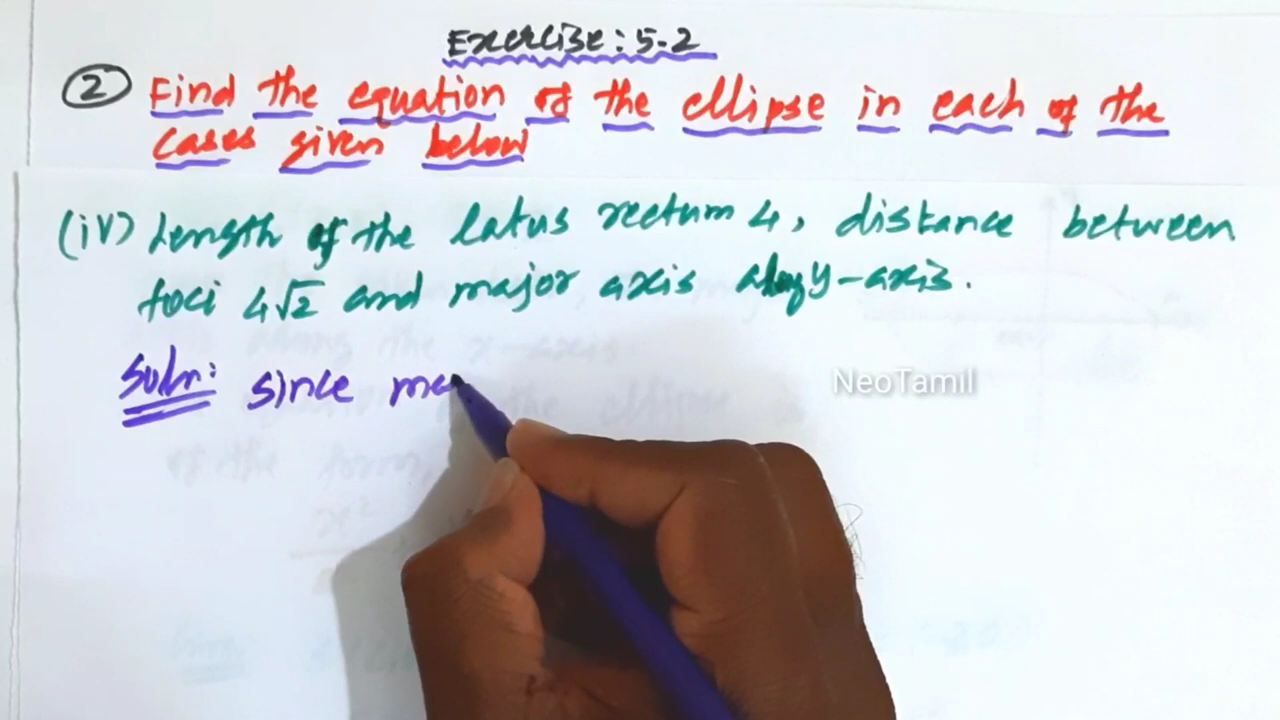 Exercise: 5.2
2 Find the equation of the ellipse in each of the
cases given below
(iv) Length of the latus rectum 4, distance between
foci 4√2 and major axis along y-axis.
Soln: since ma
NeoTamil